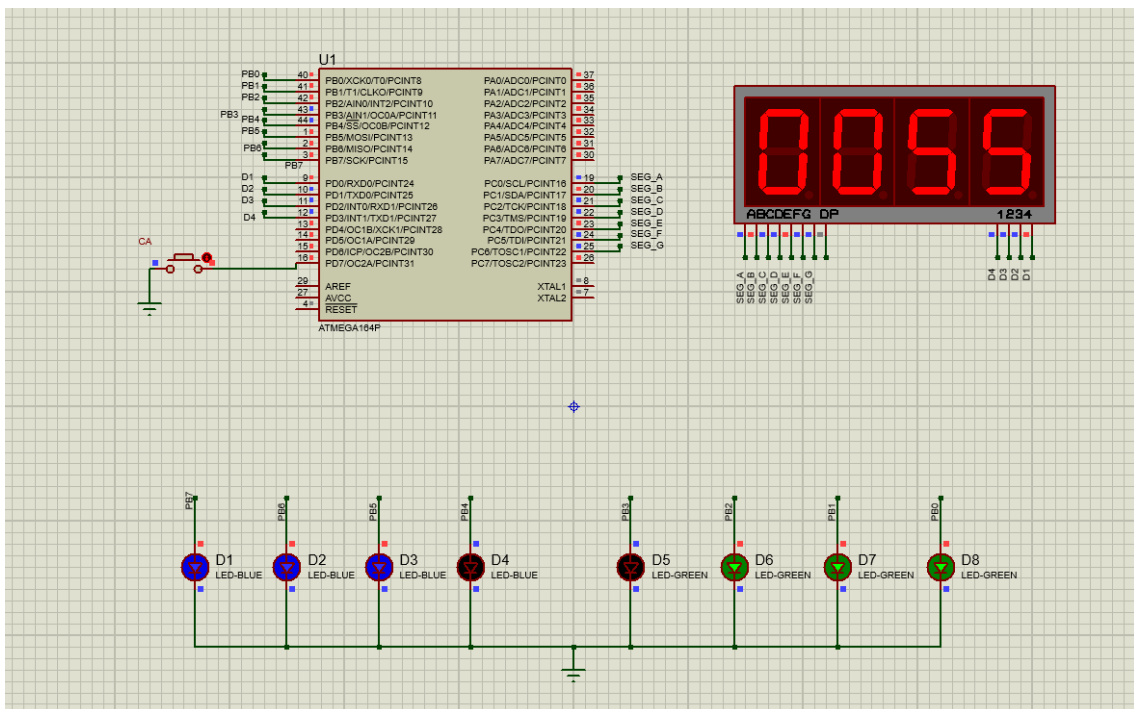 U1
PB0 40 PB0/XCK0/T0/PCINT8 PA0/ADC0/PCINT0 37
PB1 41 PB1/T1/CLKO/PCINT9 PA1/ADC1/PCINT1 36
PB2 42 PB2/AIN0/INT2/PCINT10 PA2/ADC2/PCINT2 35
PB3 43 PB3/AIN1/OC0A/PCINT11 PA3/ADC3/PCINT3 34
PB4 44 PB4/SS/OC0B/PCINT12 PA4/ADC4/PCINT4 33
PB5 1 PB5/MOSI/PCINT13 PA5/ADC5/PCINT5 32
PB6 2 PB6/MISO/PCINT14 PA6/ADC6/PCINT6 31
PB7 3 PB7/SCK/PCINT15 PA7/ADC7/PCINT7 30
D1 9 PD0/RXD0/PCINT24 PC0/SCL/PCINT16 19 SEG_A
D2 10 PD1/TXD0/PCINT25 PC1/SDA/PCINT17 20 SEG_B
D3 11 PD2/INT0/RXD1/PCINT26 PC2/TCK/PCINT18 21 SEG_C
D4 12 PD3/INT1/TXD1/PCINT27 PC3/TMS/PCINT19 22 SEG_D
13 PD4/OC1B/XCK1/PCINT28 PC4/TDO/PCINT20 23 SEG_E
14 PD5/OC1A/PCINT29 PC5/TDI/PCINT21 24 SEG_F
15 PD6/ICP/OC2B/PCINT30 PC6/TOSC1/PCINT22 25 SEG_G
16 PD7/OC2A/PCINT31 PC7/TOSC2/PCINT23 26
CA
29 AREF XTAL1 8
27 AVCC XTAL2 7
4 RESET
ATMEGA164P
0055
ABCDEFG DP 1234
SEG_A SEG_B SEG_C SEG_D SEG_E SEG_F SEG_G D4 D3 D2 D1
PB7 PB6 PB5 PB4 PB3 PB2 PB1 PB0
D1 D2 D3 D4 D5 D6 D7 D8
LED-BLUE LED-BLUE LED-BLUE LED-BLUE LED-GREEN LED-GREEN LED-GREEN LED-GREEN